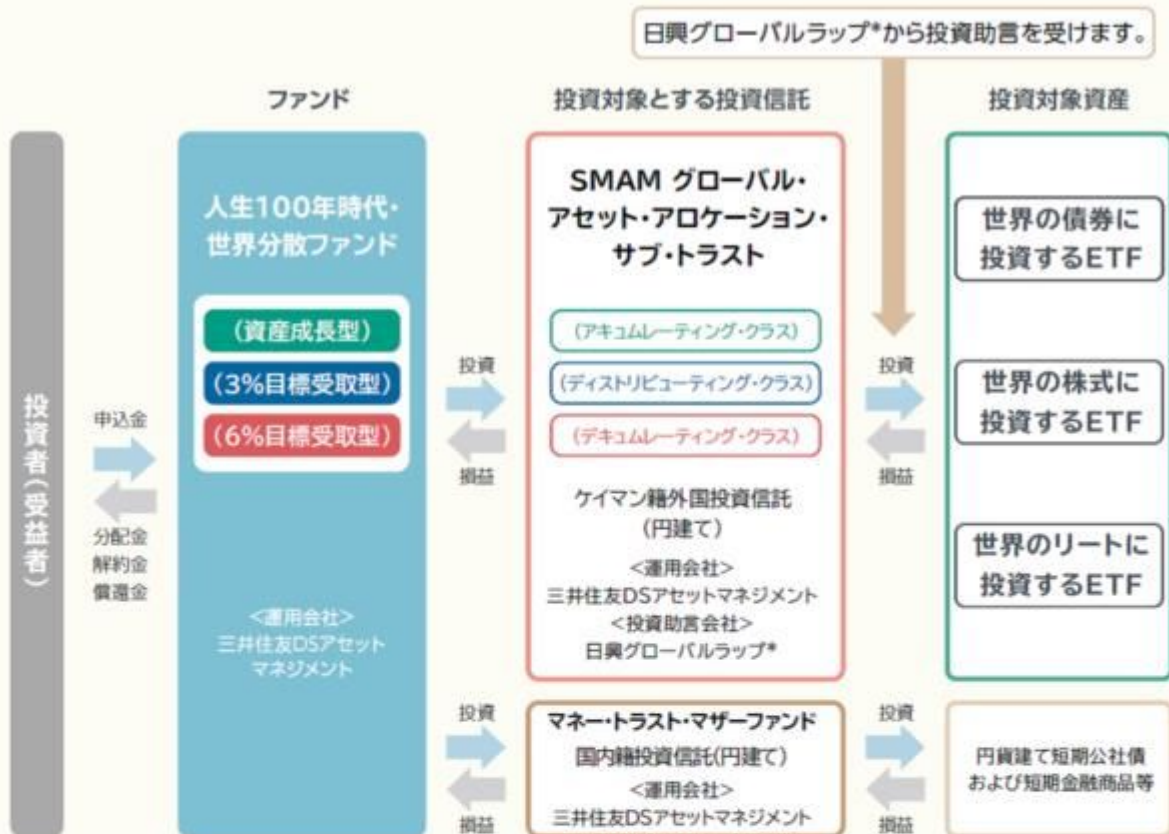 日興グローバルラップ*から投資助言を受けます。
ファンド
投資対象とする投資信託
投資対象資産
投資者(受益者)
申込金
分配金
解約金
償還金
人生100年時代・
世界分散ファンド
(資産成長型)
(3%目標受取型)
(6%目標受取型)
<運用会社>
三井住友DSアセット
マネジメント
投資
損益
SMAM グローバル・
アセット・アロケーション・
サブ・トラスト
(アキュムレーティング・クラス)
(ディストリビューティング・クラス)
(デキュムレーティング・クラス)
ケイマン籍外国投資信託
(円建て)
<運用会社>
三井住友DSアセットマネジメント
<投資助言会社>
日興グローバルラップ*
投資
損益
世界の債券に
投資するETF
世界の株式に
投資するETF
世界のリートに
投資するETF
投資
損益
マネー・トラスト・マザーファンド
国内籍投資信託(円建て)
<運用会社>
三井住友DSアセットマネジメント
投資
損益
円貨建て短期公社債
および短期金融商品等